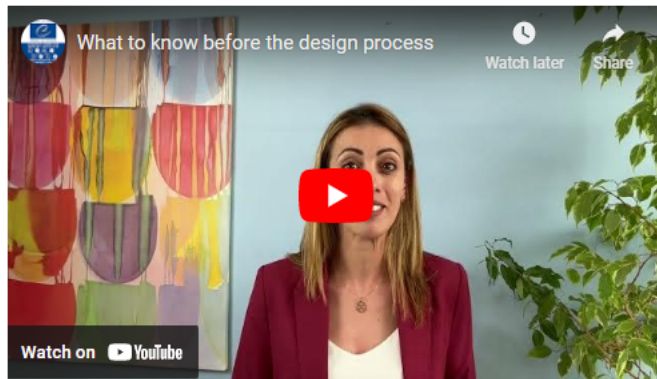 What to know before the design process
Watch later
Share
Watch on YouTube